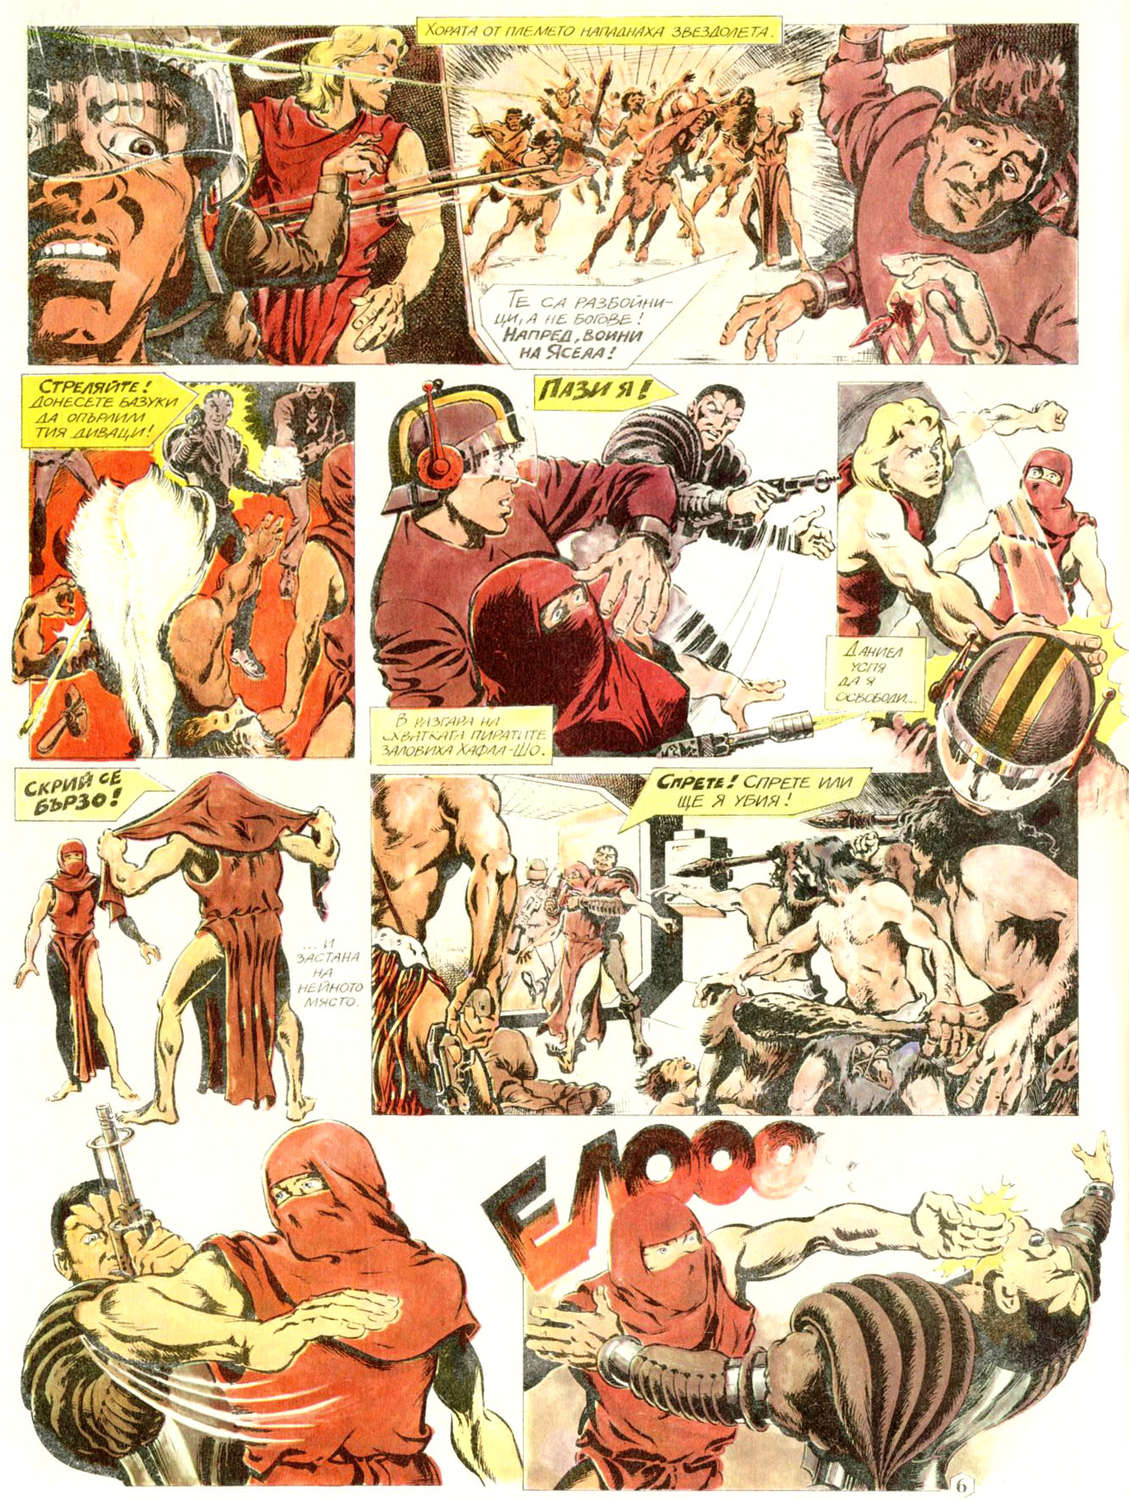 ХОРАТА ОТ ПЛЕМЕТО НАПАДНАХА ЗВЕЗДОЛЕТА.
ТЕ СА РАЗБОЙНИ-
ЦИ, А НЕ БОГОВЕ!
НАПРЕД, ВОИНИ
НА ЯСЕЛА!
СТРЕЛЯЙТЕ!
ДОНЕСЕТЕ БАЗУКИ
ДА ОПЪРЛИМ
ТИЯ ДИВАЦИ!
ПАЗИ Я!
В РАЗГАРА НА
СХВАТКАТА ПИРАТИТЕ
ЗАЛОВИХА ХАФЛА-ШО.
ДАНИЕЛ
УСПЯ
ДА Я
ОСВОБОДИ...
СКРИЙ СЕ
БЪРЗО!
... И
ЗАСТАНА
НА
НЕЙНОТО
МЯСТО.
СПРЕТЕ! СПРЕТЕ ИЛИ
ЩЕ Я УБИЯ!
ЕЛООО
6